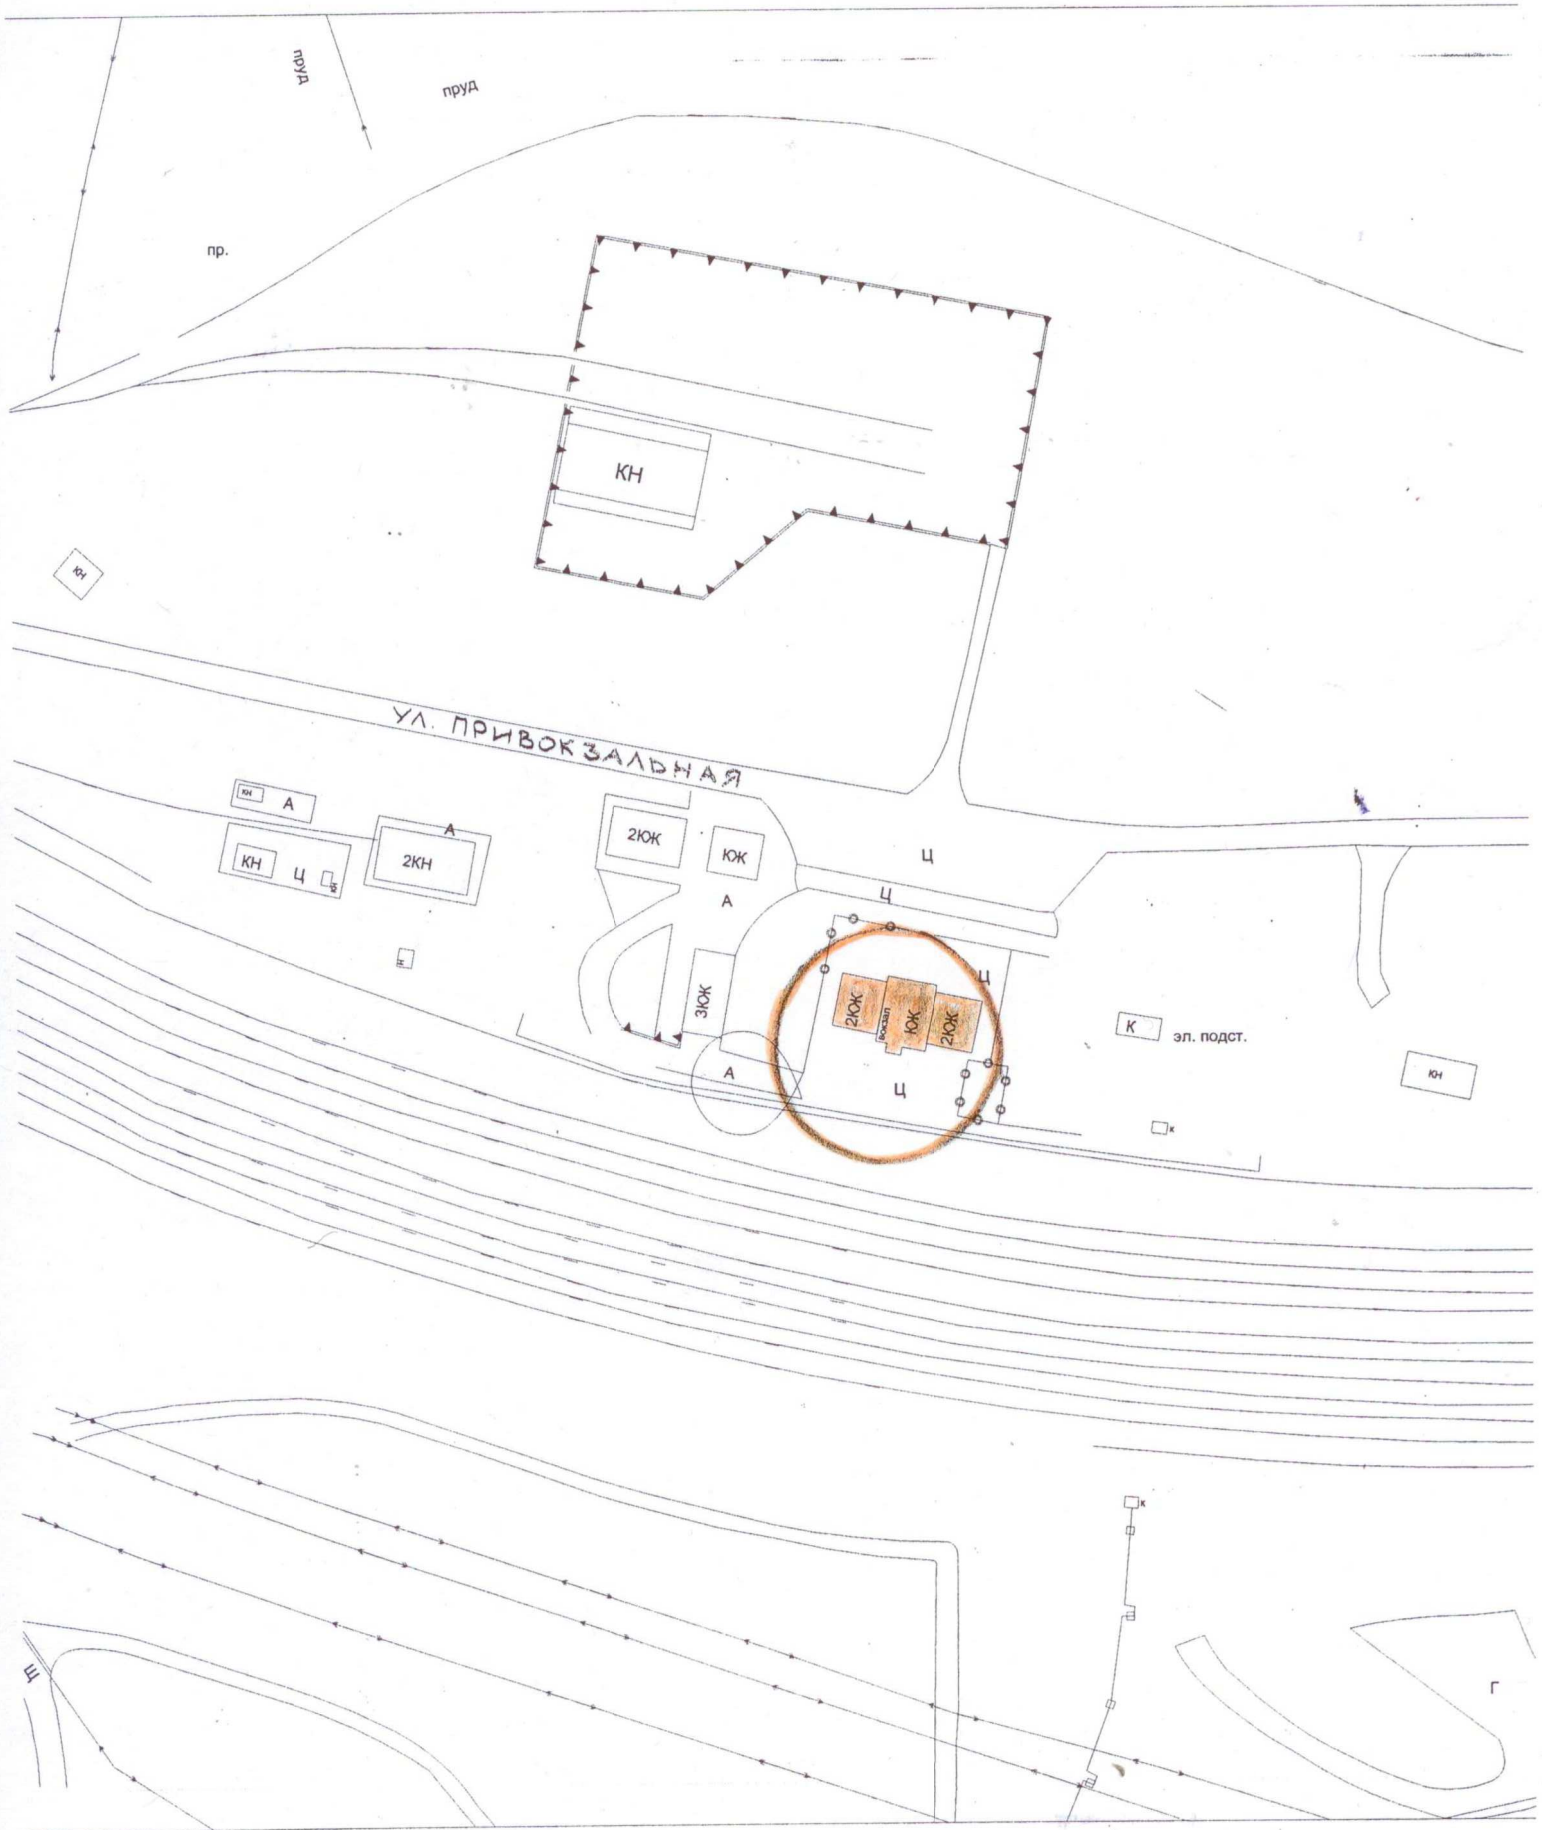 пруд
пруд
пр.
КН
КН
УЛ. ПРИВОКЗАЛЬНАЯ
КН
А
А
КН
Ц
КН
2КН
Н
2ЮЖ
ЮЖ
А
3ЮЖ
А
Ц
Ц
Ц
2ЮЖ
Вокзал
ЮЖ
2ЮЖ
Ц
К
эл. подст.
КН
К
К
Щ
Г